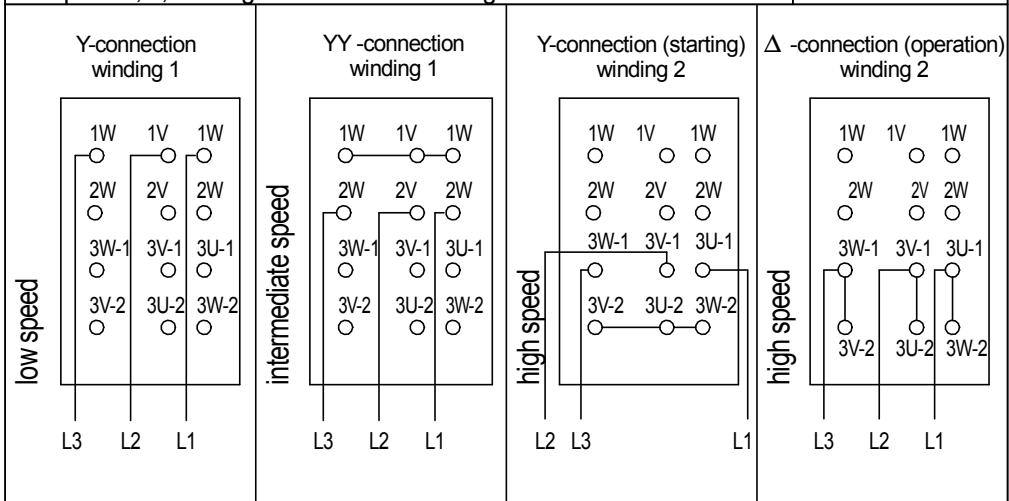 Y-connection
winding 1
1W 1V 1W
2W 2V 2W
3W-1 3V-1 3U-1
3V-2 3U-2 3W-2
low speed
L3 L2 L1
YY -connection
winding 1
1W 1V 1W
2W 2V 2W
3W-1 3V-1 3U-1
3V-2 3U-2 3W-2
intermediate speed
L3 L2 L1
Y-connection (starting)
winding 2
1W 1V 1W
2W 2V 2W
3W-1 3V-1 3U-1
3V-2 3U-2 3W-2
high speed
L2 L3 L1
Δ -connection (operation)
winding 2
1W 1V 1W
2W 2V 2W
3W-1 3V-1 3U-1
3V-2 3U-2 3W-2
high speed
L3 L2 L1